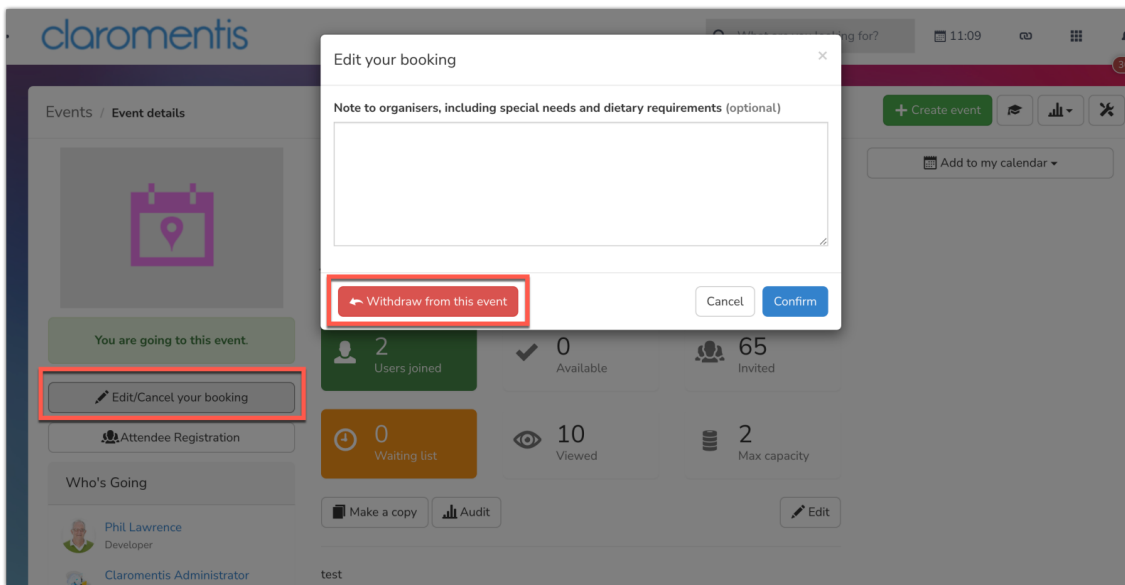 claromentis
What are you looking for?
11:09
Edit your booking
×
Note to organisers, including special needs and dietary requirements (optional)
Withdraw from this event
Cancel
Confirm
Events / Event details
+ Create event
Add to my calendar
You are going to this event.
Edit/Cancel your booking
Attendee Registration
Who's Going
Phil Lawrence
Developer
Claromentis Administrator
2
Users joined
0
Available
65
Invited
0
Waiting list
10
Viewed
2
Max capacity
Make a copy
Audit
Edit
test